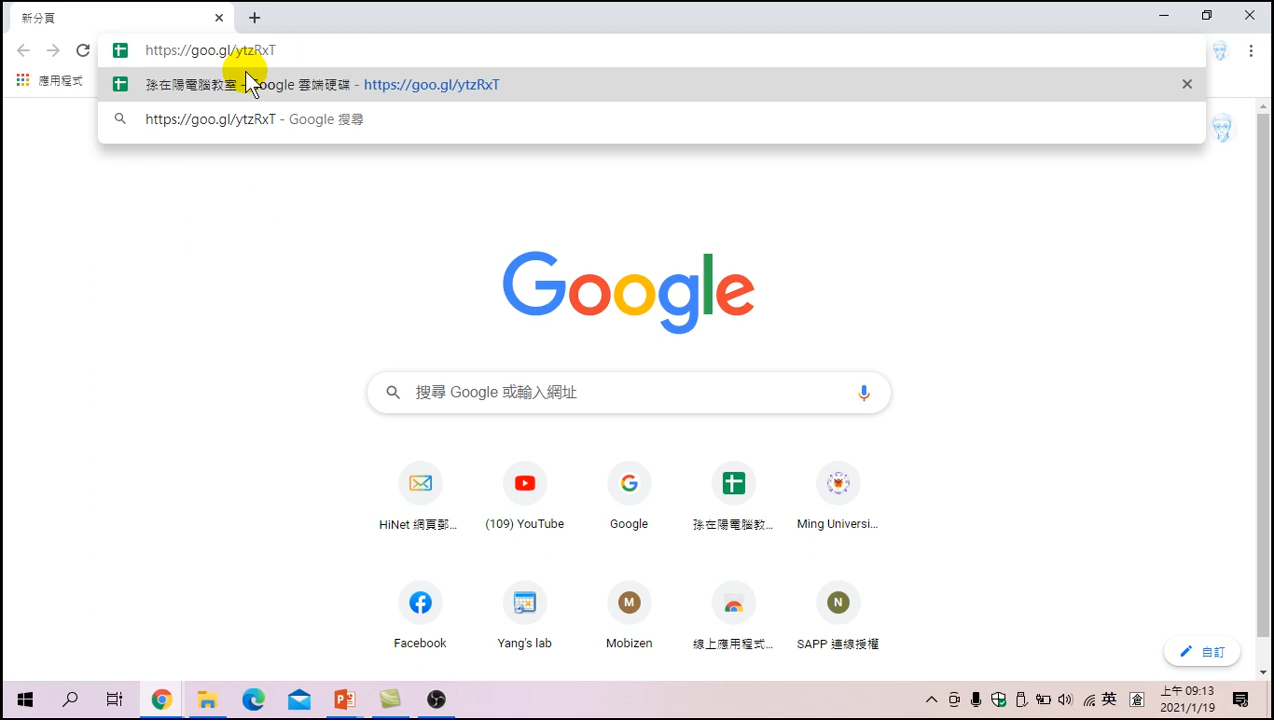 新分頁
https://goo.gl/ytzRxT
應用程式
孫在陽電腦教室 - Google 雲端硬碟 - https://goo.gl/ytzRxT
https://goo.gl/ytzRxT - Google 搜尋
Google
搜尋 Google 或輸入網址
HiNet 網頁郵...
(109) YouTube
Google
孫在陽電腦教...
Ming Universi...
Facebook
Yang's lab
M
Mobizen
線上應用程式...
N
SAPP 連線授權
自訂
英
倉
上午 09:13
2021/1/19